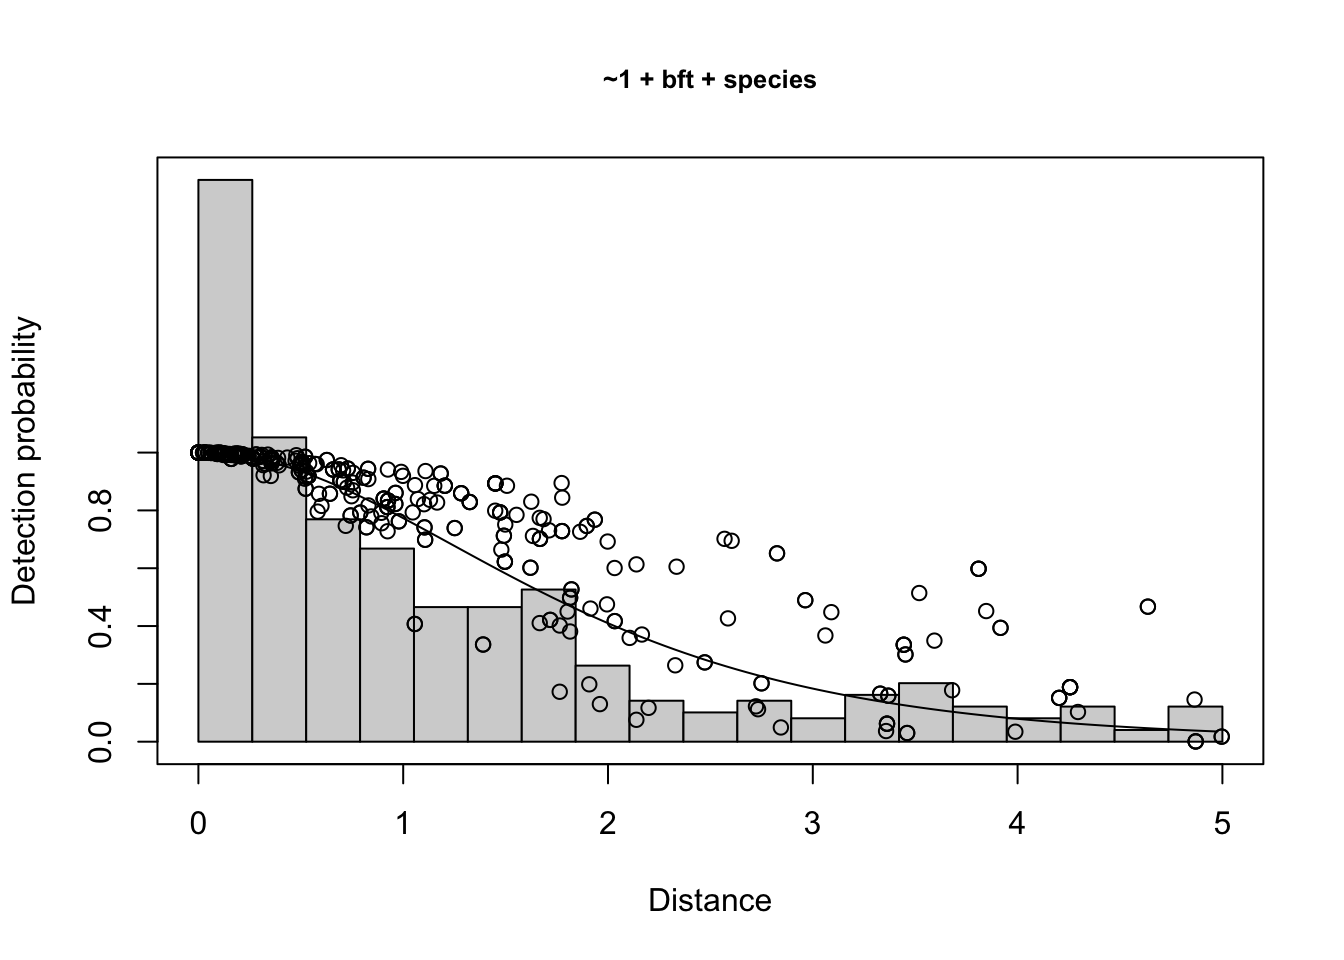 ~1 + bft + species
Detection probability
0.8
0.4
0.0
0 1 2 3 4 5
Distance